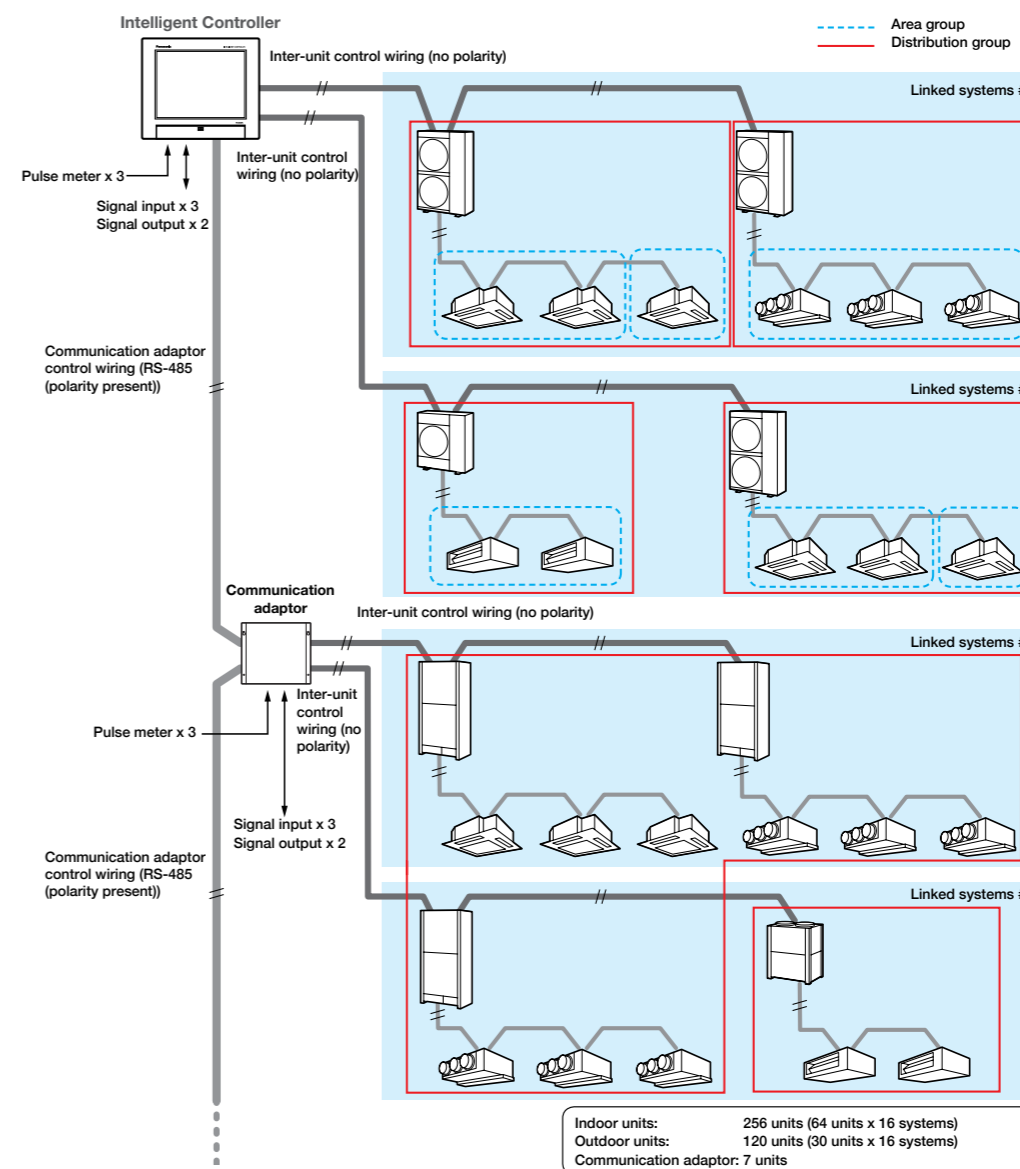 Intelligent Controller
Area group
Distribution group
Inter-unit control wiring (no polarity)
Linked systems
Panasonic
Inter-unit control
wiring (no polarity)
Pulse meter x 3
Signal input x 3
Signal output x 2
Communication adaptor
control wiring (RS-485
(polarity present))
Linked systems
Communication
adaptor
Inter-unit control wiring (no polarity)
Linked systems
Inter-unit
control
wiring (no
polarity)
Pulse meter x 3
Signal input x 3
Signal output x 2
Communication adaptor
control wiring (RS-485
(polarity present))
Linked systems
Indoor units: 256 units (64 units x 16 systems)
Outdoor units: 120 units (30 units x 16 systems)
Communication adaptor: 7 units